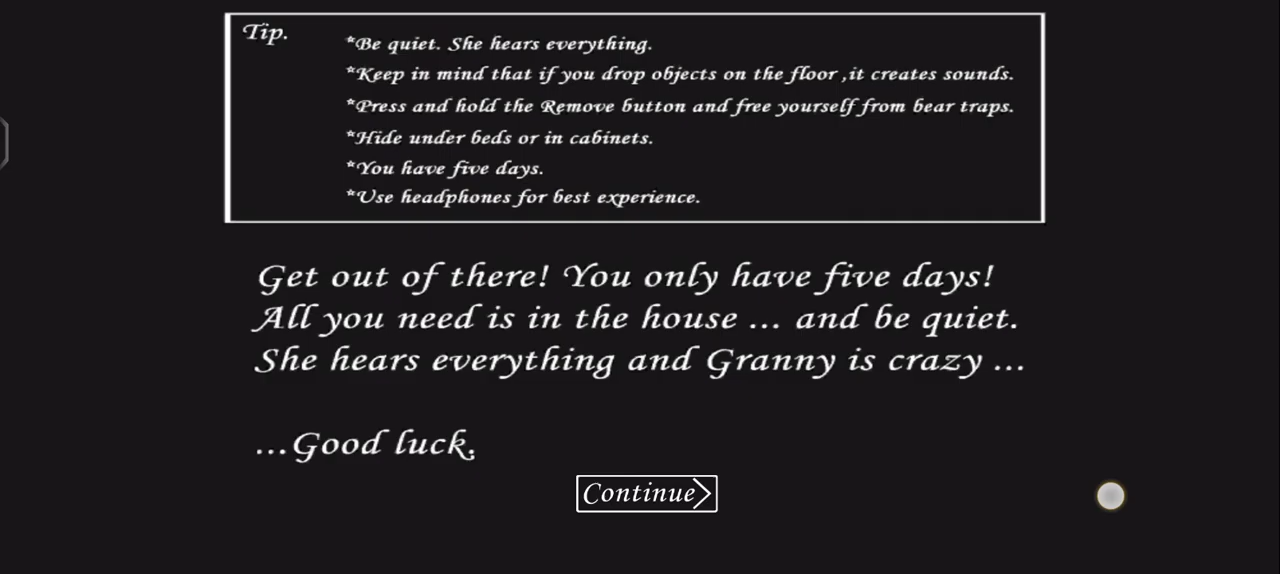 Tip.
*Be quiet. She hears everything.
*Keep in mind that if you drop objects on the floor ,it creates sounds.
*Press and hold the Remove button and free yourself from bear traps.
*Hide under beds or in cabinets.
*You have five days.
*Use headphones for best experience.
Get out of there! You only have five days!
All you need is in the house ... and be quiet.
She hears everything and Granny is crazy ...
...Good luck.
Continue>